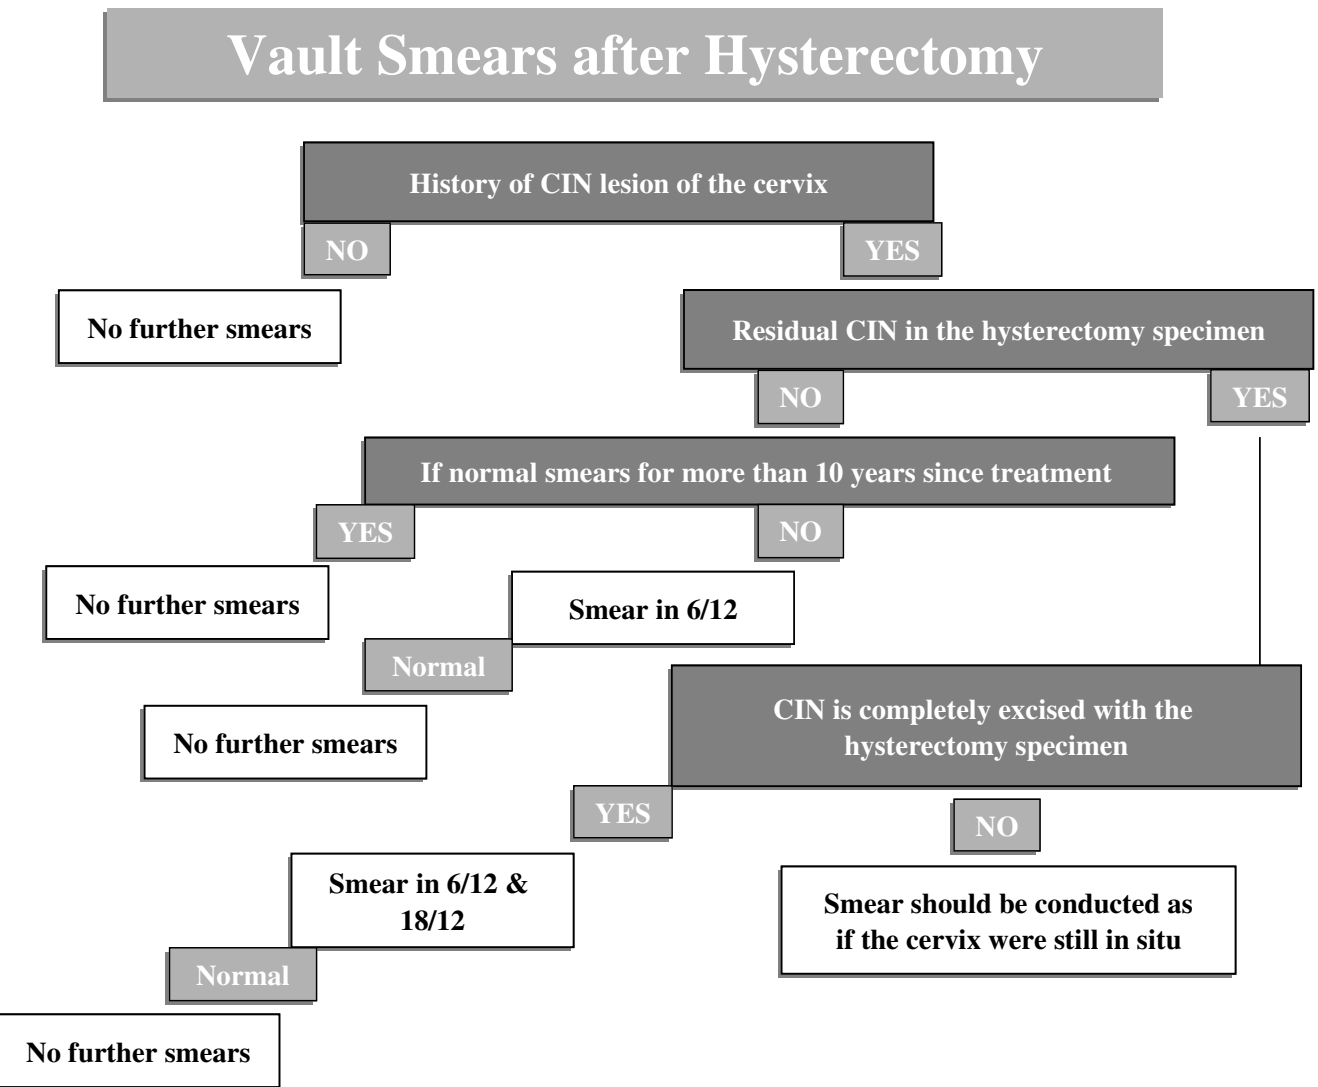 Vault Smears after Hysterectomy
History of CIN lesion of the cervix
NO
YES
No further smears
Residual CIN in the hysterectomy specimen
NO
YES
If normal smears for more than 10 years since treatment
YES
NO
No further smears
Smear in 6/12
Normal
No further smears
CIN is completely excised with the
hysterectomy specimen
YES
NO
Smear in 6/12 &
18/12
Smear should be conducted as
if the cervix were still in situ
Normal
No further smears